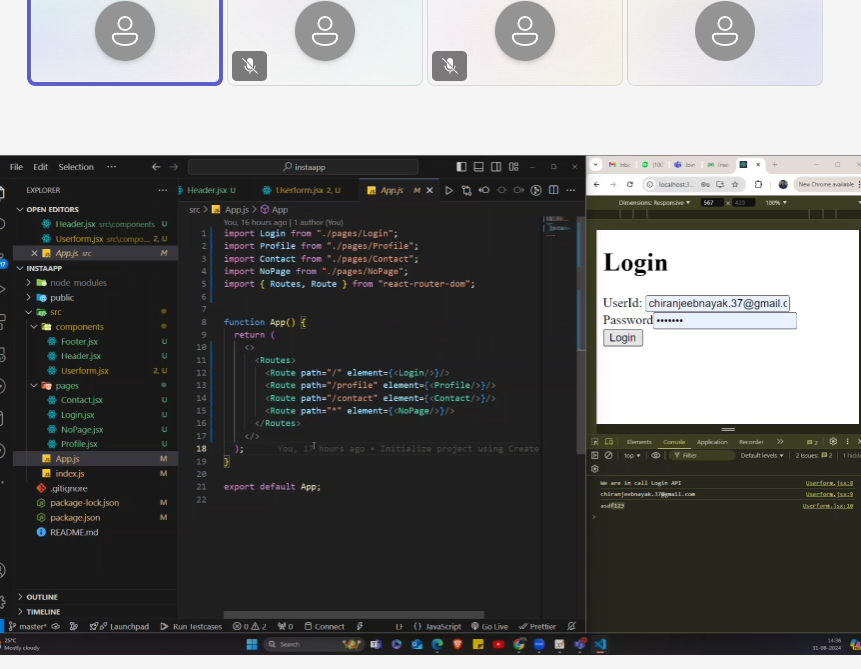 File Edit Selection ··· instaapp
EXPLORER ···
OPEN EDITORS
Header.jsx src\components U
Userform.jsx src\compo... 2, U
App.js src M
INSTAAPP
node_modules
public
src
components
Footer.jsx U
Header.jsx U
Userform.jsx 2, U
pages
Contact.jsx U
Login.jsx U
NoPage.jsx U
Profile.jsx U
App.js M
index.js M
.gitignore
package-lock.json M
package.json M
README.md
OUTLINE
TIMELINE
Header.jsx U Userform.jsx 2, U App.js M
src > App.js > App
You, 16 hours ago | 1 author (You)
1 import Login from "./pages/Login";
2 import Profile from "./pages/Profile";
3 import Contact from "./pages/Contact";
4 import NoPage from "./pages/NoPage";
5 import { Routes, Route } from "react-router-dom";
6
7
8 function App() {
9 return (
10 <>
11 <Routes>
12 <Route path="/" element={<Login/>}/>
13 <Route path="/profile" element={<Profile/>}/>
14 <Route path="/contact" element={<Contact/>}/>
15 <Route path="*" element={<NoPage/>}/>
16 </Routes>
17 </>
18 ); You, 17 hours ago • Initialize project using Create
19 }
20
21 export default App;
22
master* Launchpad Run Testcases 0 2 0 Connect {} JavaScript Go Live Prettier
localhost:3... New Chrome available
Dimensions: Responsive 567 × 100%
Login
UserId: chiranjeebnayak.37@gmail.c
Password •••••••
Login
Elements Console Application Recorder 2
top Filter Default levels 2 Issues: 2
We are in call Login API Userform.jsx:8
chiranjeebnayak.37@gmail.com Userform.jsx:9
asdf123 Userform.jsx:10
25°C
Mostly cloudy
Search
14:36
31-08-2024